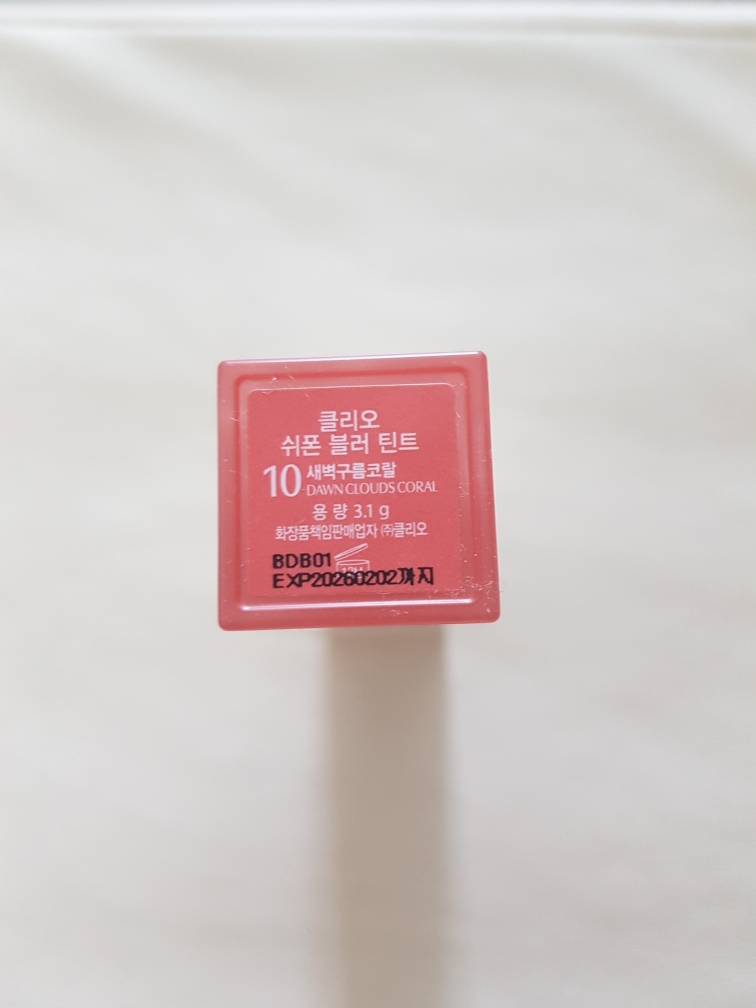 클리오
쉬폰 블러 틴트
10 새벽구름코랄
DAWN CLOUDS CORAL
용 량 3.1 g
화장품책임판매업자 ㈜클리오
BDB01
12M
EXP20260202까지